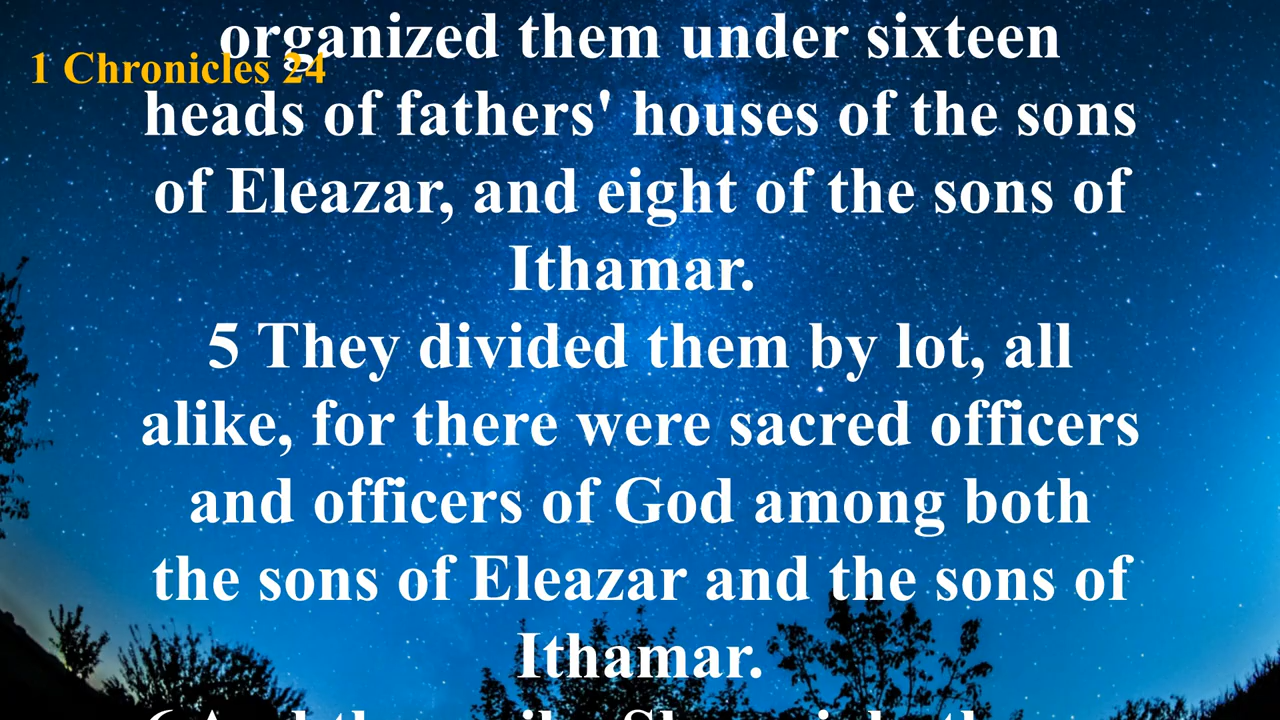 organized them under sixteen
1 Chronicles 24
heads of fathers' houses of the sons
of Eleazar, and eight of the sons of
Ithamar.
5 They divided them by lot, all
alike, for there were sacred officers
and officers of God among both
the sons of Eleazar and the sons of
Ithamar.